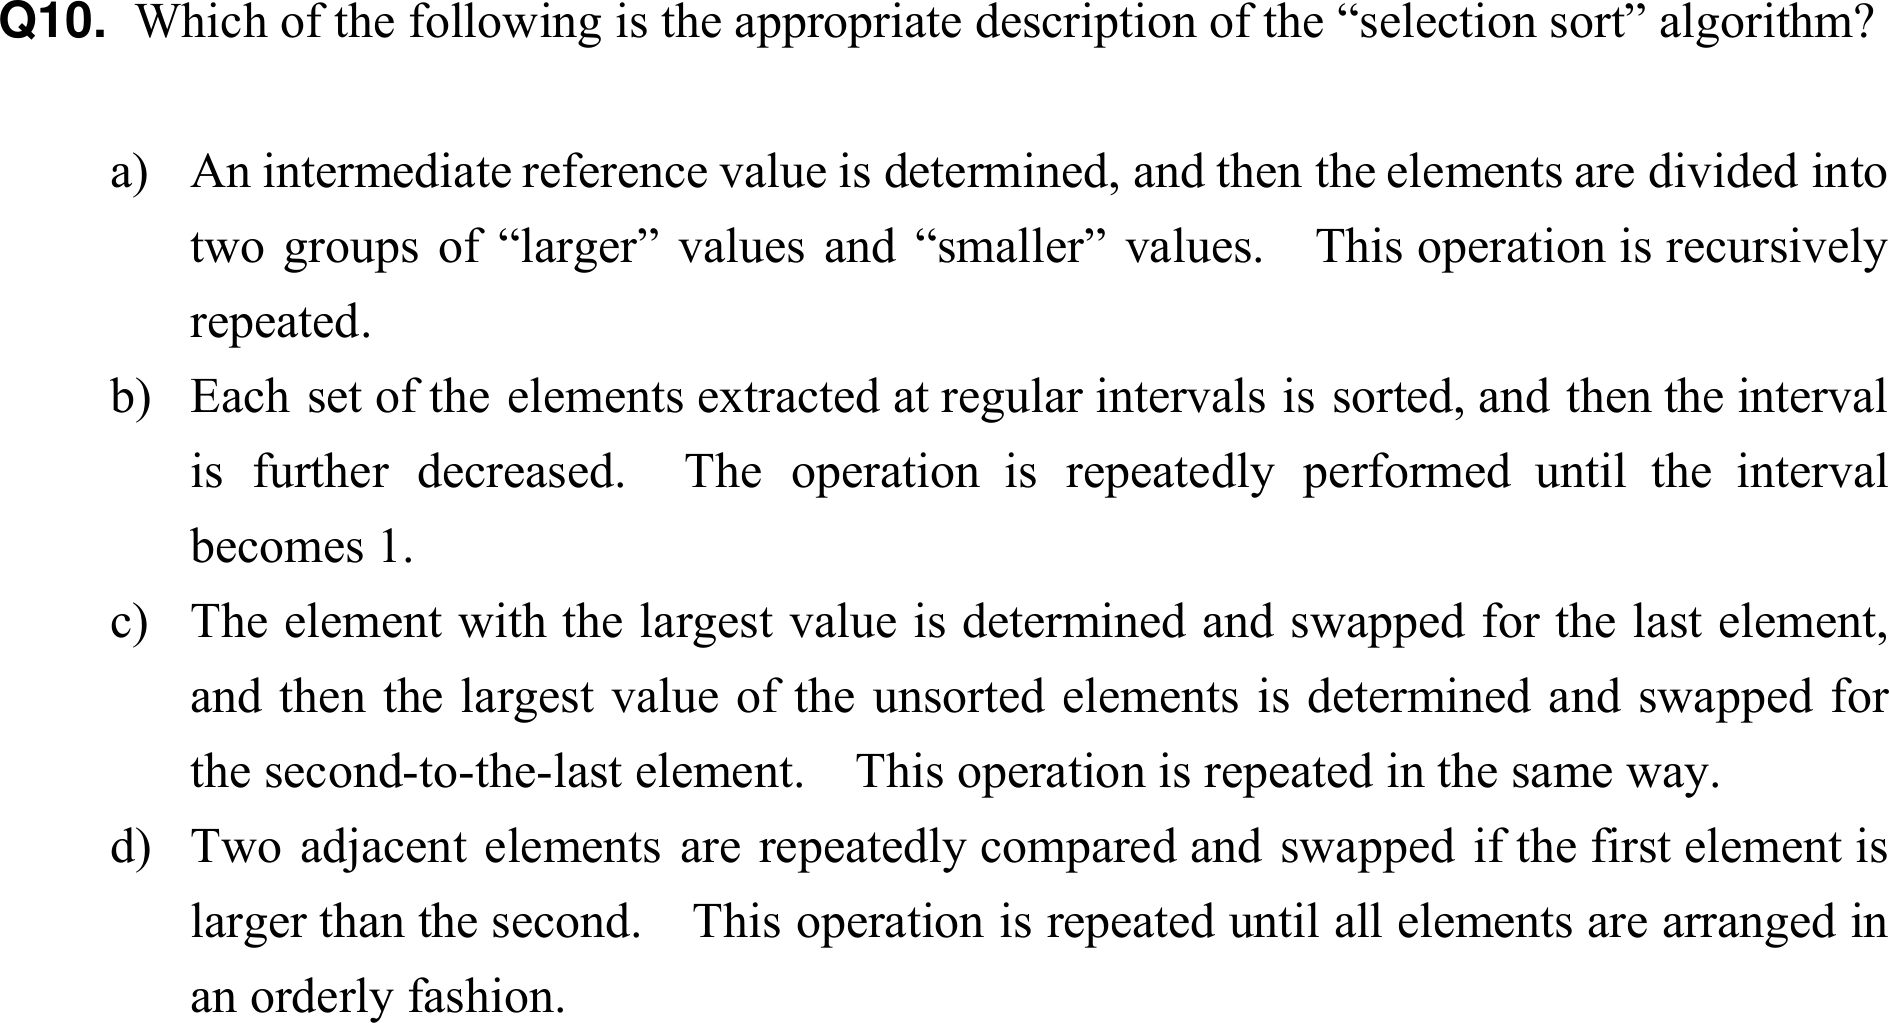 Q10. Which of the following is the appropriate description of the “selection sort” algorithm?
a) An intermediate reference value is determined, and then the elements are divided into
two groups of “larger” values and “smaller” values. This operation is recursively
repeated.
b) Each set of the elements extracted at regular intervals is sorted, and then the interval
is further decreased. The operation is repeatedly performed until the interval
becomes 1.
c) The element with the largest value is determined and swapped for the last element,
and then the largest value of the unsorted elements is determined and swapped for
the second-to-the-last element. This operation is repeated in the same way.
d) Two adjacent elements are repeatedly compared and swapped if the first element is
larger than the second. This operation is repeated until all elements are arranged in
an orderly fashion.